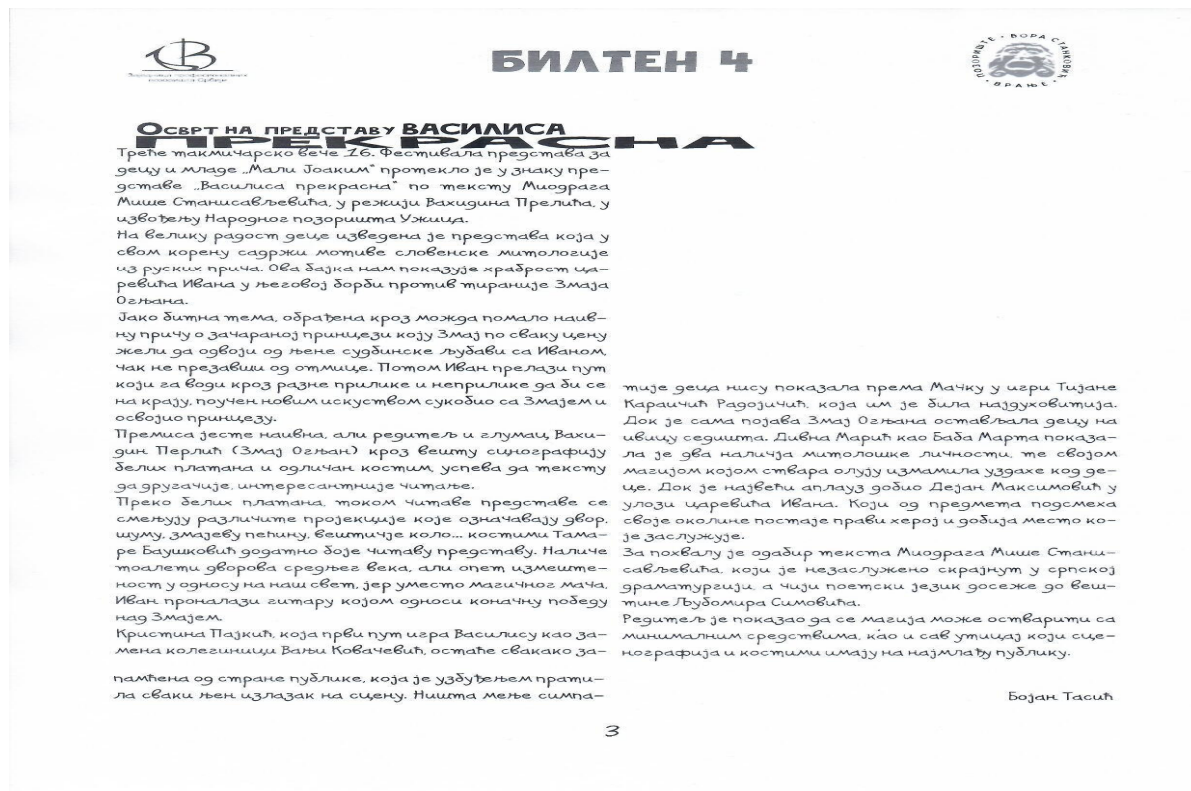 БИЛТЕН 4
ПОЗОРИШТЕ • БОРА СТАНКОВИЋ • ВРАЊЕ •
Осврт на представу ВАСИЛИСА
ПРЕКРАСНА
Треће такмичарско вече 16. Фестивала представа за
децу и младе „Мали Јоаким" протекло је у знаку пре-
дставе „Василиса прекрасна" по тексту Миодрага
Мише Станисављевића, у режији Вахидина Прелића, у
извођењу Народног позоришта Ужица.
На велику радост деце изведена је представа која у
свом корену садржи мотиве словенске митологије
из руских прича. Ова бајка нам показује храброст ца-
ревића Ивана у његовој борби против тираније Змаја
Огњана.
Јако битна тема, обрађена кроз можда помало наив-
ну причу о зачараној принцези коју Змај по сваку цену
жели да одвоји од њене судбинске љубави са Иваном,
чак не презавши од отмице. Потом Иван прелази пут
који га води кроз разне прилике и неприлике да би се
на крају, поучен новим искуством сукобио са Змајем и
освојио принцезу.
Премиса јесте наивна, али редитељ и глумац Вахи-
дин Перлић (Змај Огњан) кроз вешту сцнографију
белих платана и одличан костим, успева да тексту
да другачије, интересантније читање.
Преко белих платана, током читаве представе се
смењују различите пројекције које означавају двор,
шуму, змајеву пећину, вештичје коло... костими Тама-
ре Баушковић додатно боје читаву представу. Наличе
тоалети дворова средњег века, али опет измеште-
ност у односу на наш свет, јер уместо магичног мача,
Иван проналази гитару којом односи коначну победу
над Змајем.
Кристина Пајкић, која први пут игра Василису као за-
мена колегиници Вањи Ковачевић, остаће свакако за-
памћена од стране публике, која је узбуђењем прати-
ла сваки њен излазак на сцену. Ништа мење симпа-
тије деца нису показала према Мачку у игри Тијане
Караичић Радојичић, која им је била најдуховитија.
Док је сама појава Змај Огњана остављала децу на
ивицу седишта. Дивна Марић као Баба Марта показа-
ла је два наличја митолошке личности, те својом
магијом којом ствара олују измамила уздахе код де-
це. Док је највећи аплауз добио Дејан Максимовић у
улози царевића Ивана. Који од предмета подсмеха
своје околине постаје прави херој и добија место ко-
је заслужује.
За похвалу је одабир текста Миодрага Мише Стани-
сављевића, који је незаслужено скрајнут у српској
драматургији, а чији поетски језик досеже до веш-
тине Љубомира Симовића.
Редитељ је показао да се магија може остварити са
минималним средствима, као и сав утицај који сце-
нографија и костими имају на најмлађу публику.
Бојан Тасић
3